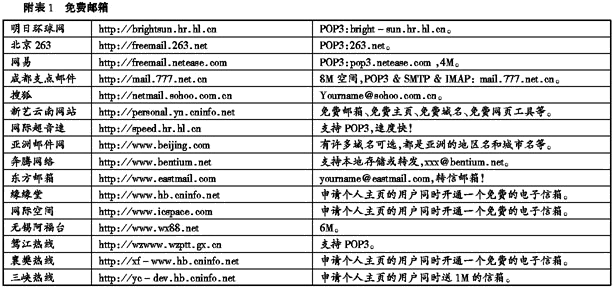 附表1 免费邮箱
明日环球网 http://brightsun.hr.hl.cn POP3:bright-sun.hr.hl.cn。
北京263 http://freemail.263.net POP3:263.net。
网易 http://freemail.netease.com POP3:pop3.netease.com ,4M。
成都支点邮件 http://mail.777.net.cn 8M空间,POP3 & SMTP & IMAP: mail.777.net.cn。
搜狐 http://netmail.sohoo.com.cn Yourname@sohoo.com.cn。
新艺云南网站 http://personal.yn.cninfo.net 免费邮箱、免费主页、免费域名、免费网页工具等。
网际超音速 http://speed.hr.hl.cn 支持POP3,速度快!
亚洲邮件网 http://www.beijing.com 有许多域名可选,都是亚洲的地区名和城市名等。
奔腾网络 http://www.bentium.net 支持本地存储或转发,xxx@bentium.net。
东方邮箱 http://www.eastmail.com yourname@eastmail.com,转信邮箱!
缘缘堂 http://www.hb.cninfo.net 申请个人主页的用户同时开通一个免费的电子信箱。
网际空间 http://www.icspace.com 申请个人主页的用户同时开通一个免费的电子信箱。
无锡阿福台 http://www.wx88.net 6M。
鸳江热线 http://wzwww.wzptt.gx.cn 支持POP3。
襄樊热线 http://xf-www.hb.cninfo.net 申请个人主页的用户同时开通一个免费的电子信箱。
三峡热线 http://yc-dev.hb.cninfo.net 申请个人主页的用户同时送1M的信箱。